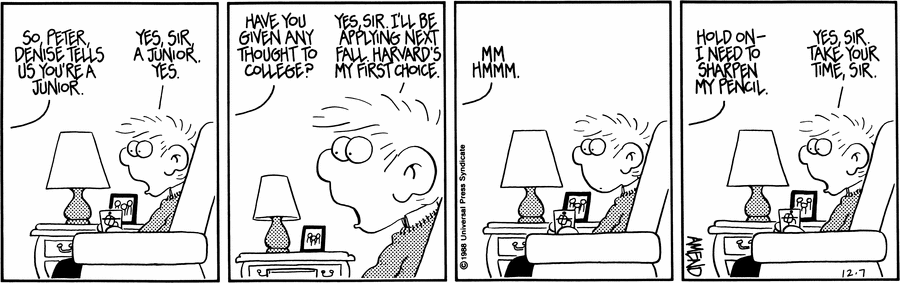 SO, PETER,
DENISE TELLS
US YOU'RE A
JUNIOR.
YES, SIR,
A JUNIOR.
YES.
HAVE YOU
GIVEN ANY
THOUGHT TO
COLLEGE?
YES, SIR. I'LL BE
APPLYING NEXT
FALL. HARVARD'S
MY FIRST CHOICE.
MM
HMMM.
© 1988 Universal Press Syndicate
HOLD ON—
I NEED TO
SHARPEN
MY PENCIL.
YES, SIR.
TAKE YOUR
TIME, SIR.
AMEND
12-7